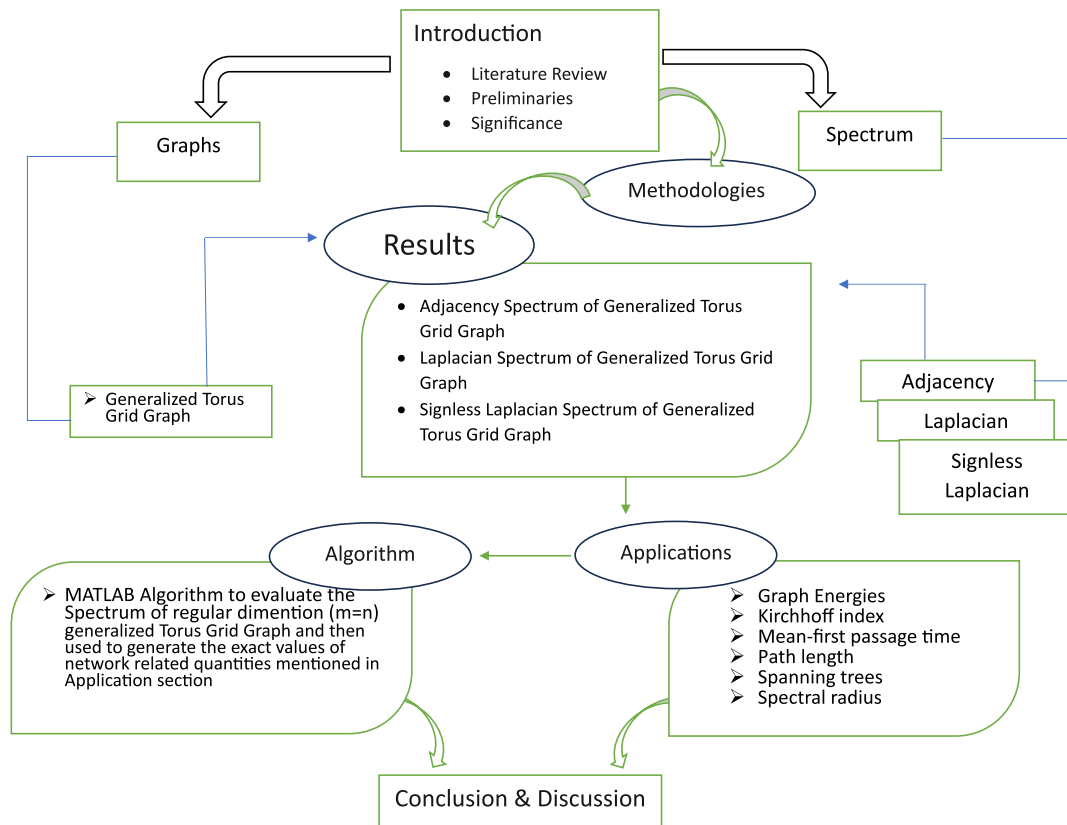 Introduction
• Literature Review
• Preliminaries
• Significance
Graphs
Spectrum
Methodologies
Results
• Adjacency Spectrum of Generalized Torus
Grid Graph
• Laplacian Spectrum of Generalized Torus Grid
Graph
• Signless Laplacian Spectrum of Generalized
Torus Grid Graph
➢ Generalized Torus
Grid Graph
Adjacency
Laplacian
Signless
Laplacian
Algorithm
➢ MATLAB Algorithm to evaluate the
Spectrum of regular dimention (m=n)
generalized Torus Grid Graph and then
used to generate the exact values of
network related quantities mentioned in
Application section
Applications
➢ Graph Energies
➢ Kirchhoff index
➢ Mean-first passage time
➢ Path length
➢ Spanning trees
➢ Spectral radius
Conclusion & Discussion